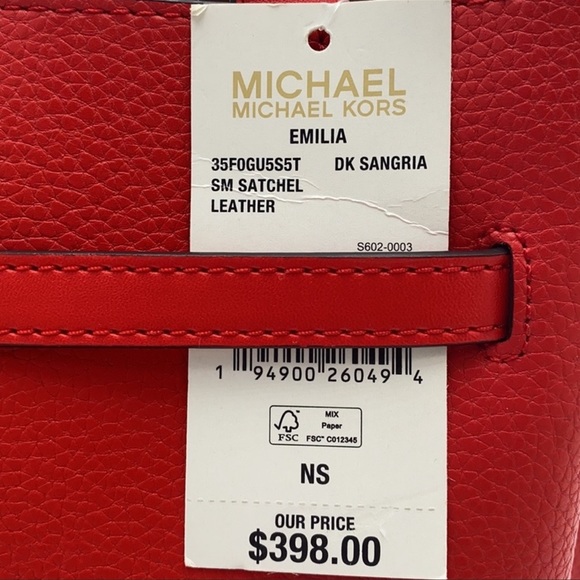 MICHAEL
MICHAEL KORS
EMILIA
35F0GU5S5T DK SANGRIA
SM SATCHEL
LEATHER
S602-0003
1 94900 26049 4
FSC
MIX
Paper
FSC™ C012345
NS
OUR PRICE
$398.00